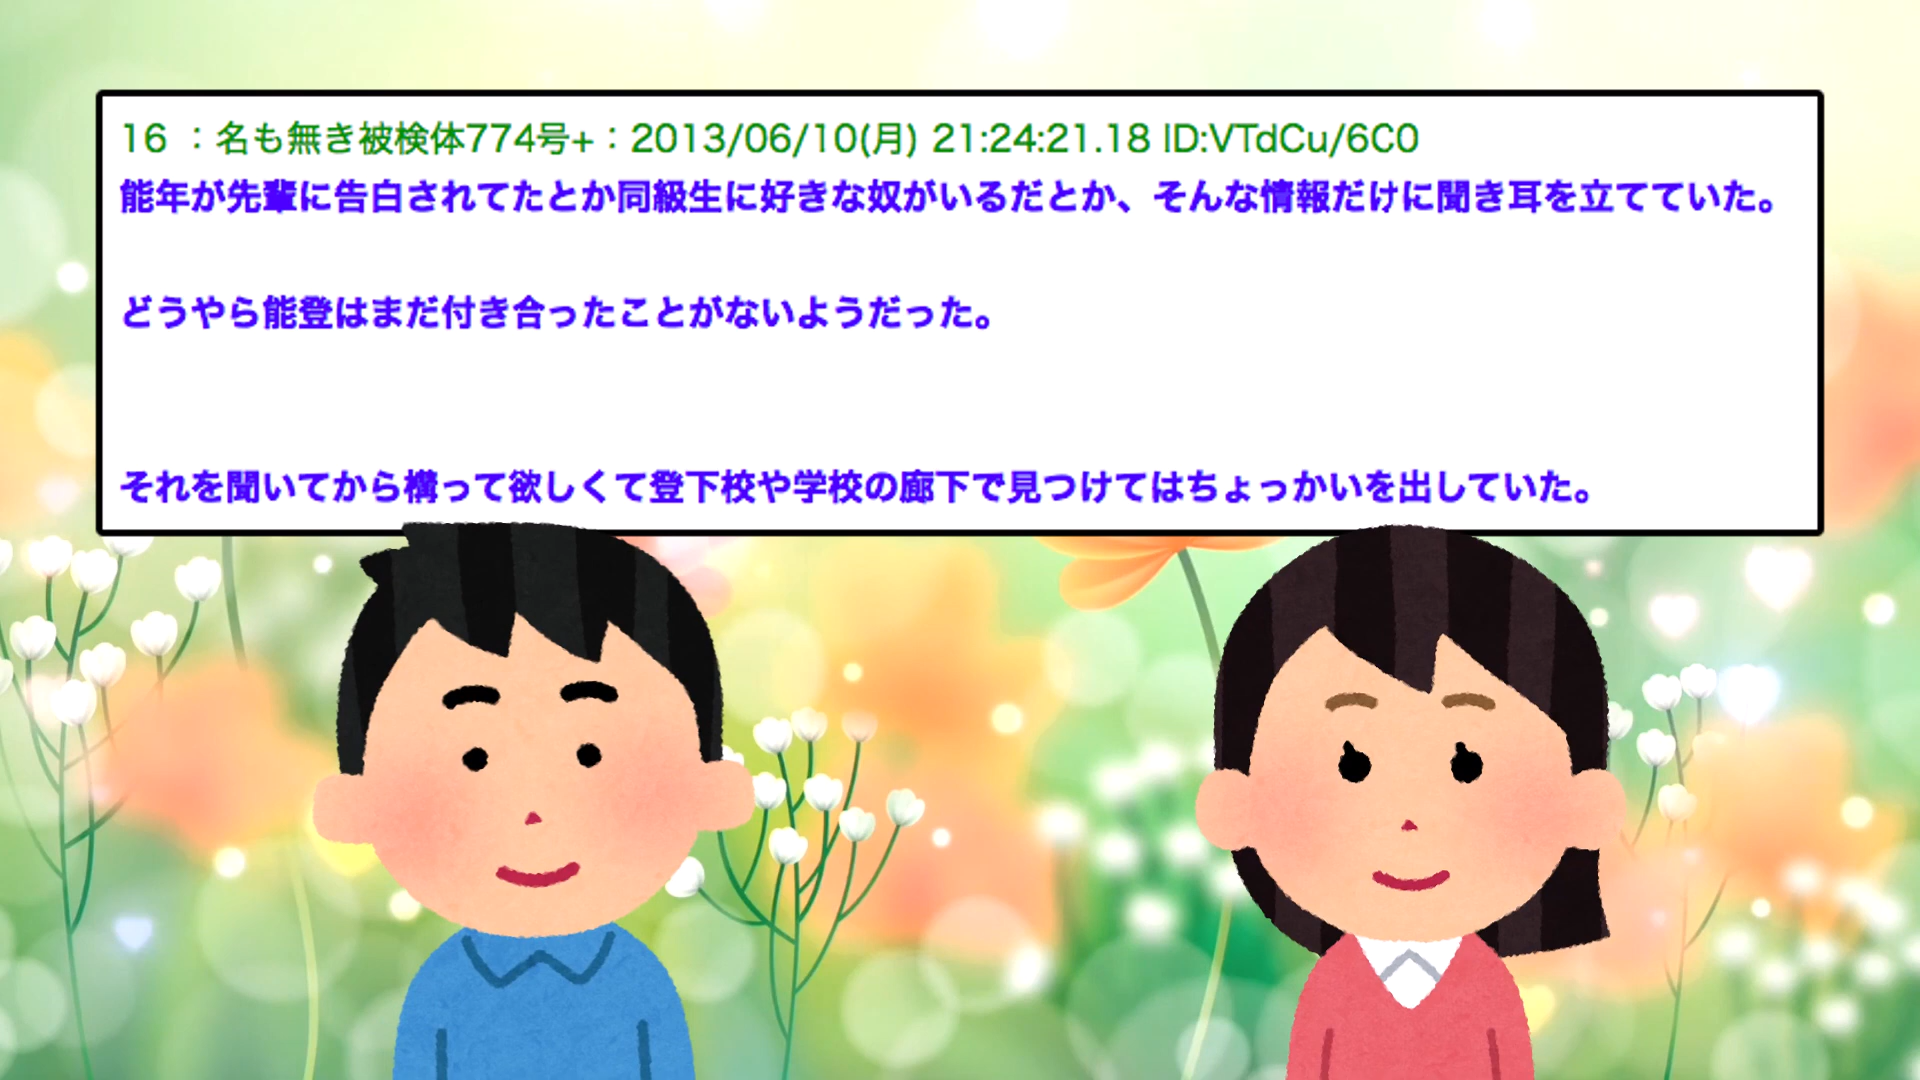 16 ：名も無き被検体774号+：2013/06/10(月) 21:24:21.18 ID:VTdCu/6C0
能年が先輩に告白されてたとか同級生に好きな奴がいるだとか、そんな情報だけに聞き耳を立てていた。
どうやら能登はまだ付き合ったことがないようだった。
それを聞いてから構って欲しくて登下校や学校の廊下で見つけてはちょっかいを出していた。